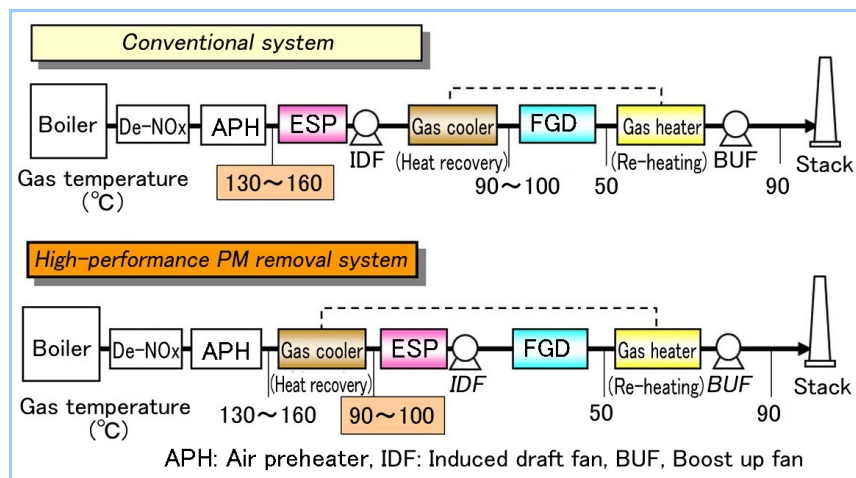 Conventional system
Boiler
De-NOx
APH
ESP
IDF
Gas cooler
(Heat recovery)
FGD
Gas heater
(Re-heating)
BUF
Stack
Gas temperature
(℃)
130～160
90～100
50
90
High-performance PM removal system
Boiler
De-NOx
APH
Gas cooler
(Heat recovery)
ESP
IDF
FGD
Gas heater
(Re-heating)
BUF
Stack
Gas temperature
(℃)
130～160
90～100
50
90
APH: Air preheater, IDF: Induced draft fan, BUF, Boost up fan